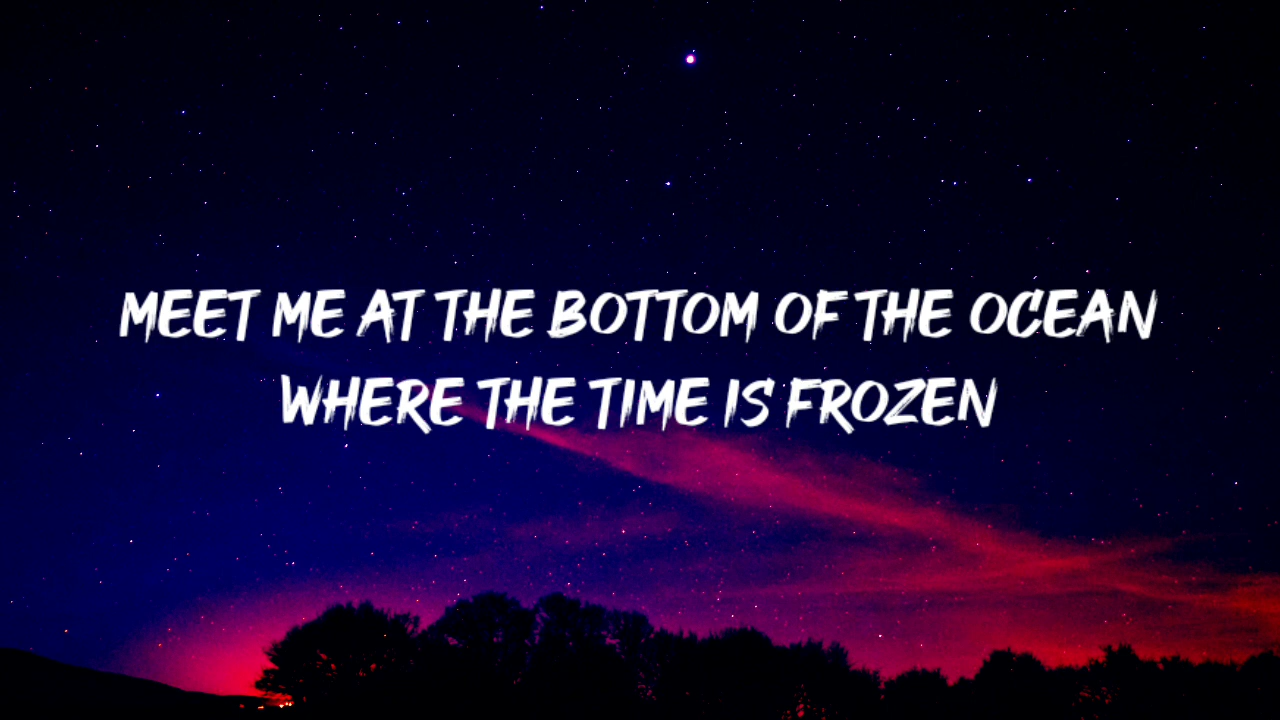 MEET ME AT THE BOTTOM OF THE OCEAN
WHERE THE TIME IS FROZEN